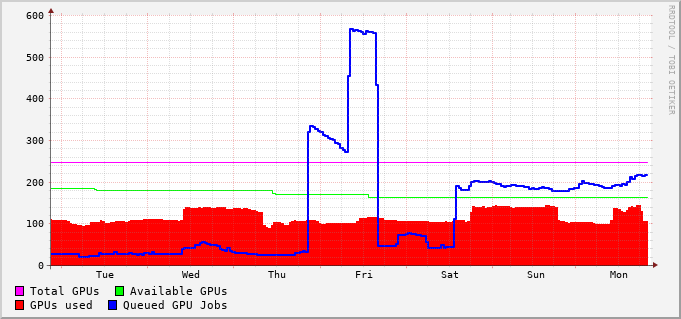 600
500
400
300
200
100
0
Tue Wed Thu Fri Sat Sun Mon
Total GPUs Available GPUs
GPUs used Queued GPU Jobs
RRDTOOL / TOBI OETIKER